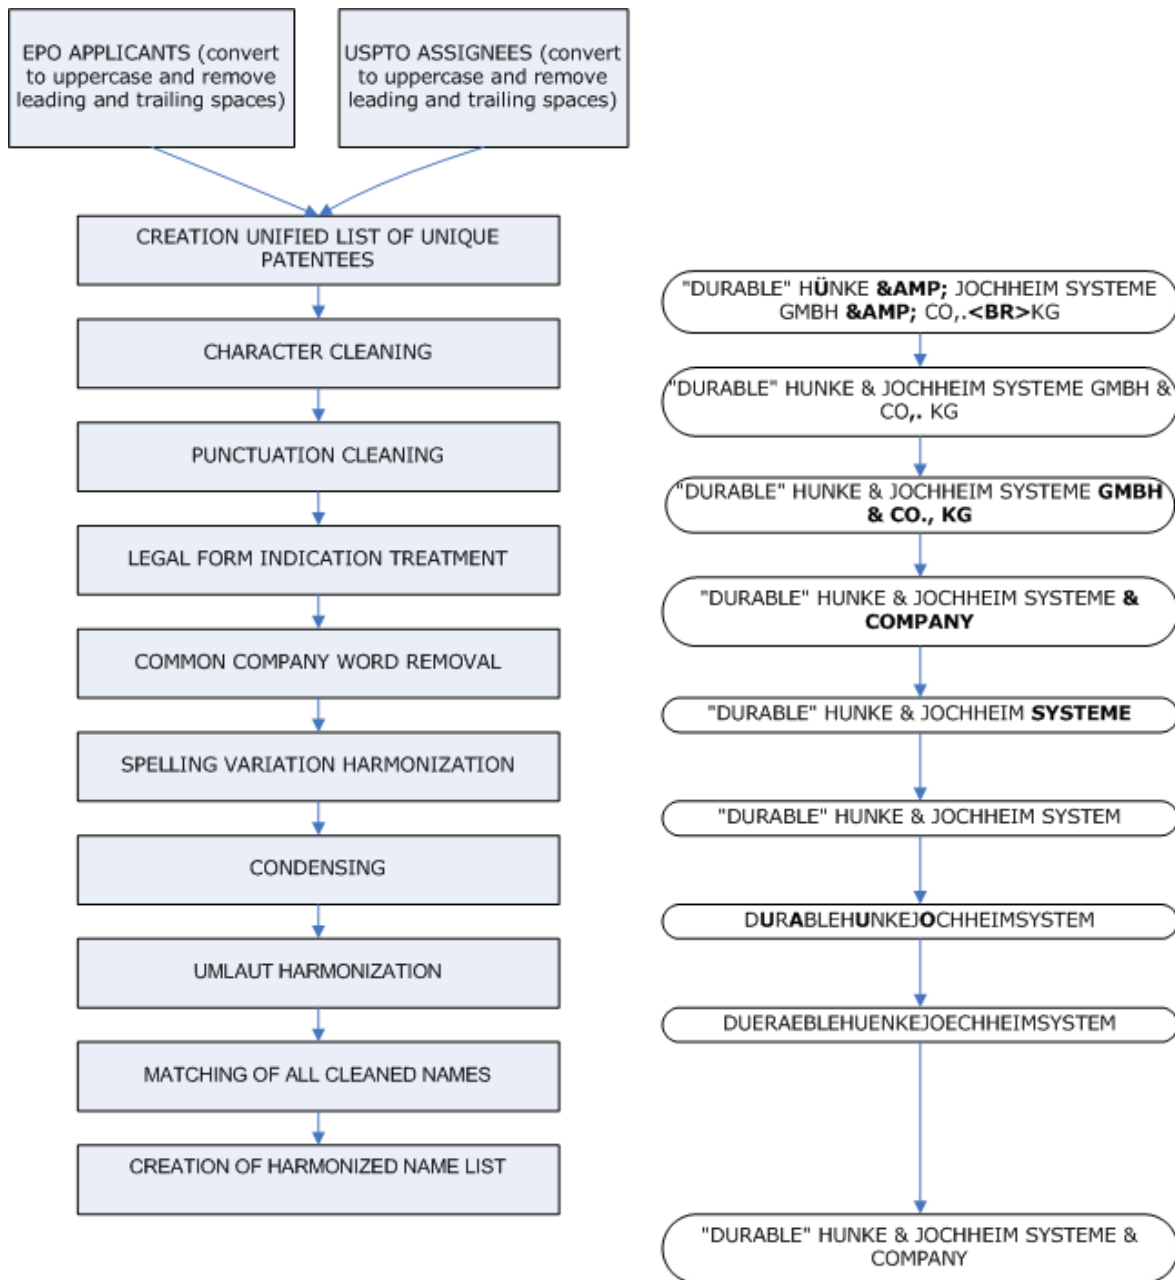 EPO APPLICANTS (convert
to uppercase and remove
leading and trailing spaces)
USPTO ASSIGNEES (convert
to uppercase and remove
leading and trailing spaces)
CREATION UNIFIED LIST OF UNIQUE
PATENTEES
CHARACTER CLEANING
PUNCTUATION CLEANING
LEGAL FORM INDICATION TREATMENT
COMMON COMPANY WORD REMOVAL
SPELLING VARIATION HARMONIZATION
CONDENSING
UMLAUT HARMONIZATION
MATCHING OF ALL CLEANED NAMES
CREATION OF HARMONIZED NAME LIST
"DURABLE" HÜNKE &AMP; JOCHHEIM SYSTEME
GMBH &AMP; CO,.<BR>KG
"DURABLE" HUNKE & JOCHHEIM SYSTEME GMBH &
CO,. KG
"DURABLE" HUNKE & JOCHHEIM SYSTEME GMBH
& CO., KG
"DURABLE" HUNKE & JOCHHEIM SYSTEME &
COMPANY
"DURABLE" HUNKE & JOCHHEIM SYSTEME
"DURABLE" HUNKE & JOCHHEIM SYSTEM
DURABLEHUNKEJOCHHEIMSYSTEM
DUERAEBLEHUENKEJOECHHEIMSYSTEM
"DURABLE" HUNKE & JOCHHEIM SYSTEME &
COMPANY